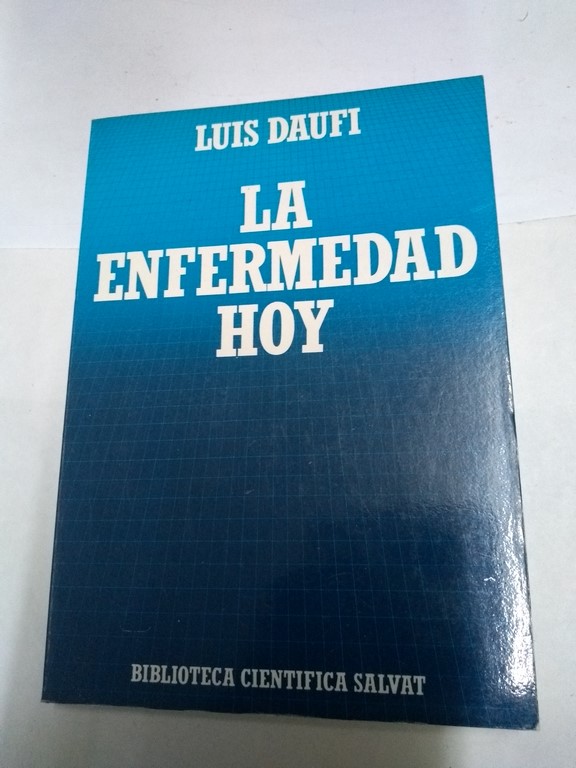 LUIS DAUFI
LA
ENFERMEDAD
HOY
BIBLIOTECA CIENTIFICA SALVAT